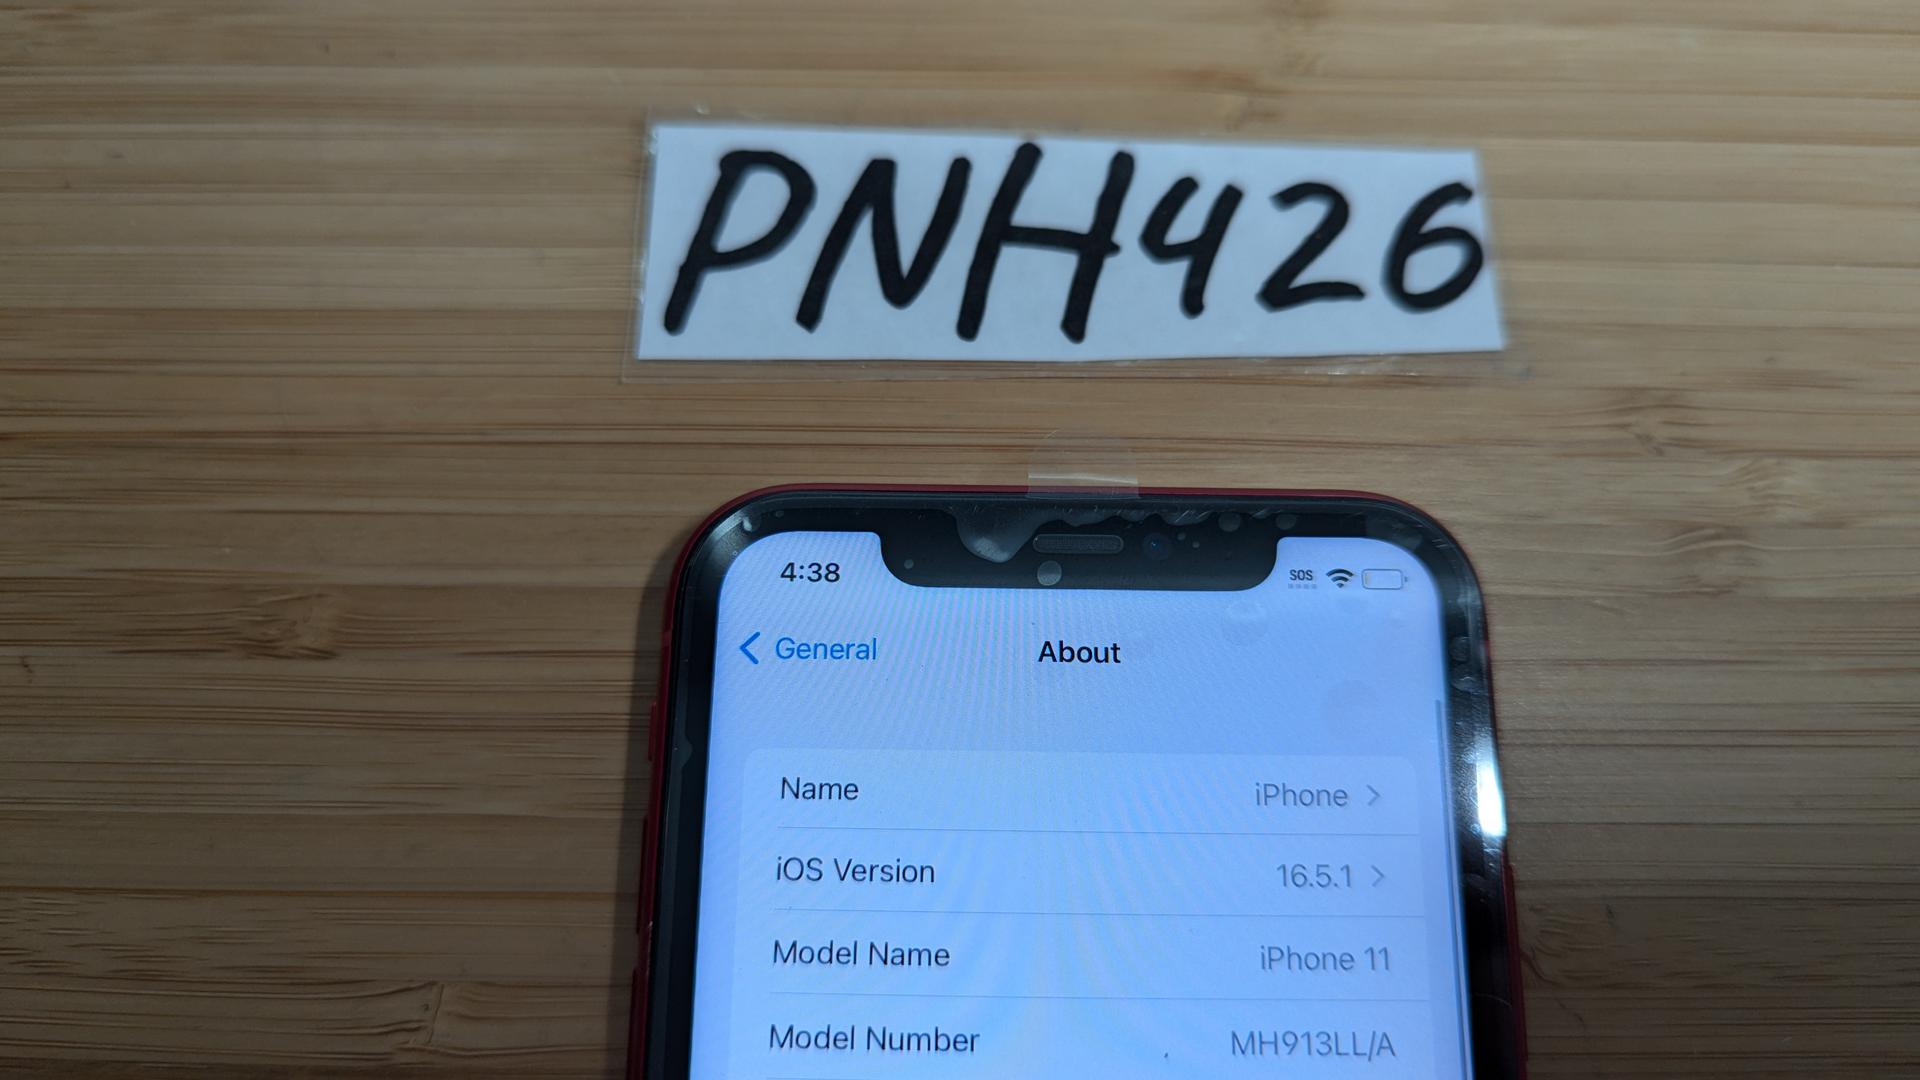 PNH426
4:38
SOS
General
About
Name
iPhone
iOS Version
16.5.1
Model Name
iPhone 11
Model Number
MH913LL/A